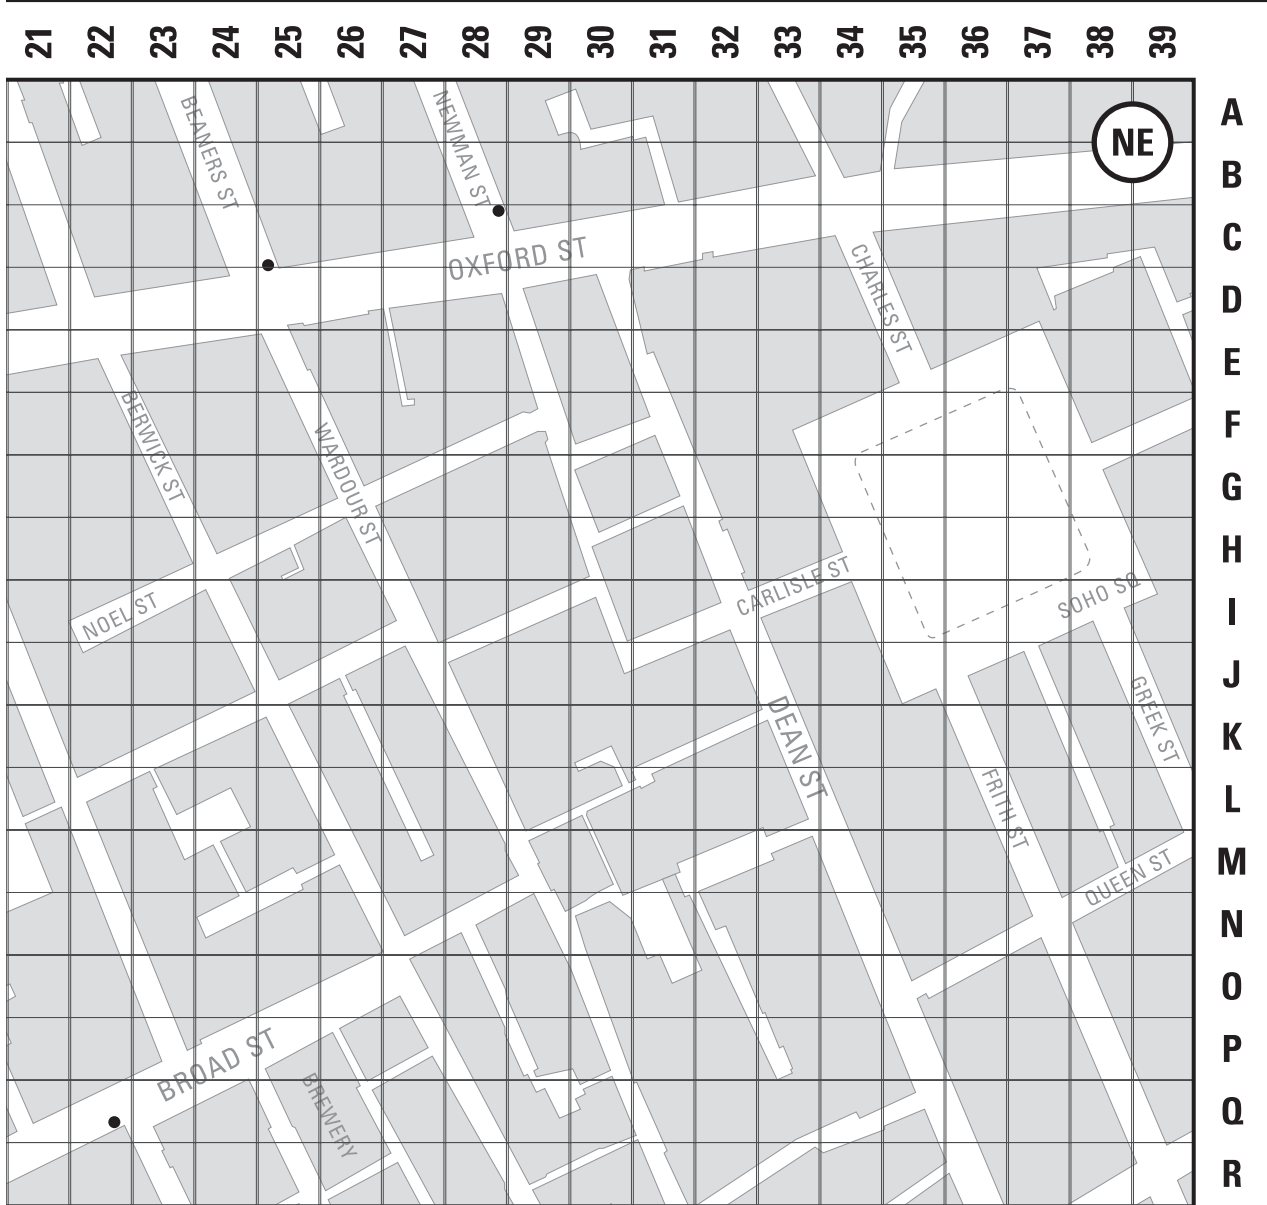 21 22 23 24 25 26 27 28 29 30 31 32 33 34 35 36 37 38 39
A
NE
BEANERS ST
NEWMAN ST
B
C
OXFORD ST
CHARLES ST
D
E
BERWICK ST
WARDOUR ST
F
G
H
CARLISLE ST
SOHO SQ
NOEL ST
I
J
DEAN ST
GREEK ST
K
FRITH ST
L
QUEEN ST
M
N
O
BROAD ST
P
BREWERY
Q
R